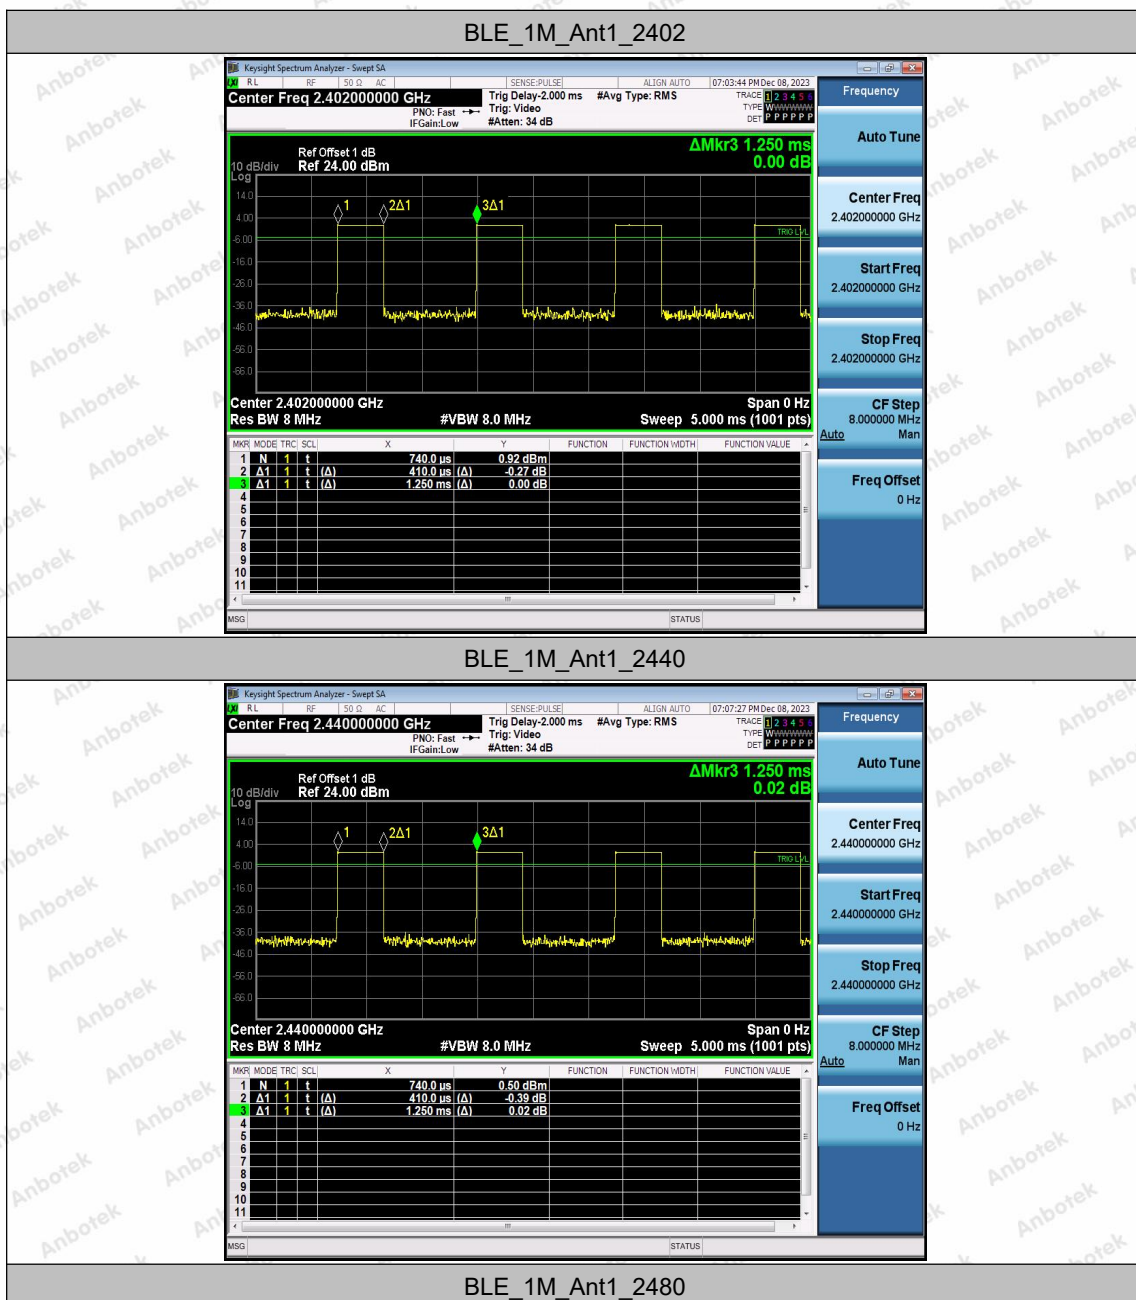 BLE_1M_Ant1_2402
Keysight Spectrum Analyzer - Swept SA
LXI RL RF 50 Ω AC SENSE:PULSE ALIGN AUTO 07:03:44 PM Dec 08, 2023
Center Freq 2.402000000 GHz Trig Delay-2.000 ms #Avg Type: RMS TRACE 1 2 3 4 5 6
PNO: Fast Trig: Video TYPE WWWWWW
IFGain:Low #Atten: 34 dB DET P P P P P P
Frequency
Auto Tune
Center Freq
2.402000000 GHz
Start Freq
2.402000000 GHz
Stop Freq
2.402000000 GHz
CF Step
8.000000 MHz
Auto Man
Freq Offset
0 Hz
ΔMkr3 1.250 ms
0.00 dB
Ref Offset 1 dB
10 dB/div Ref 24.00 dBm
Log
14.0
4.00
-6.00
-16.0
-26.0
-36.0
-46.0
-56.0
-66.0
1 2Δ1 3Δ1
TRIG LVL
Center 2.402000000 GHz Span 0 Hz
Res BW 8 MHz #VBW 8.0 MHz Sweep 5.000 ms (1001 pts)
MKR MODE TRC SCL X Y FUNCTION FUNCTION WIDTH FUNCTION VALUE
1 N 1 t 740.0 µs 0.92 dBm
2 Δ1 1 t (Δ) 410.0 µs (Δ) -0.27 dB
3 Δ1 1 t (Δ) 1.250 ms (Δ) 0.00 dB
4
5
6
7
8
9
10
11
MSG STATUS
BLE_1M_Ant1_2440
Keysight Spectrum Analyzer - Swept SA
LXI RL RF 50 Ω AC SENSE:PULSE ALIGN AUTO 07:07:27 PM Dec 08, 2023
Center Freq 2.440000000 GHz Trig Delay-2.000 ms #Avg Type: RMS TRACE 1 2 3 4 5 6
PNO: Fast Trig: Video TYPE WWWWWW
IFGain:Low #Atten: 34 dB DET P P P P P P
Frequency
Auto Tune
Center Freq
2.440000000 GHz
Start Freq
2.440000000 GHz
Stop Freq
2.440000000 GHz
CF Step
8.000000 MHz
Auto Man
Freq Offset
0 Hz
ΔMkr3 1.250 ms
0.02 dB
Ref Offset 1 dB
10 dB/div Ref 24.00 dBm
Log
14.0
4.00
-6.00
-16.0
-26.0
-36.0
-46.0
-56.0
-66.0
1 2Δ1 3Δ1
TRIG LVL
Center 2.440000000 GHz Span 0 Hz
Res BW 8 MHz #VBW 8.0 MHz Sweep 5.000 ms (1001 pts)
MKR MODE TRC SCL X Y FUNCTION FUNCTION WIDTH FUNCTION VALUE
1 N 1 t 740.0 µs 0.50 dBm
2 Δ1 1 t (Δ) 410.0 µs (Δ) -0.39 dB
3 Δ1 1 t (Δ) 1.250 ms (Δ) 0.02 dB
4
5
6
7
8
9
10
11
MSG STATUS
BLE_1M_Ant1_2480